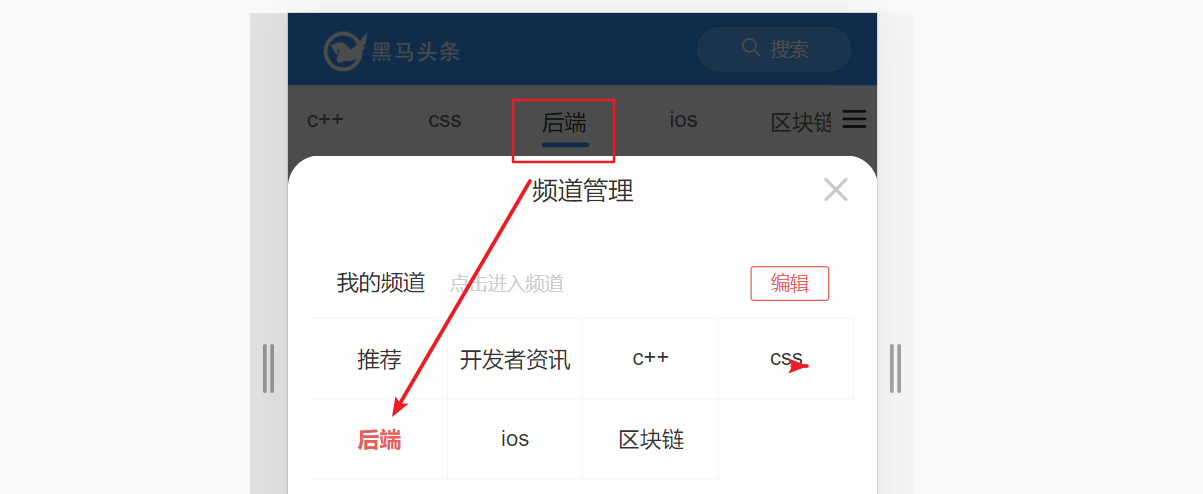 黑马头条 搜索
c++ css 后端 ios 区块链
频道管理
我的频道 点击进入频道 编辑
推荐 开发者资讯 c++ css
后端 ios 区块链